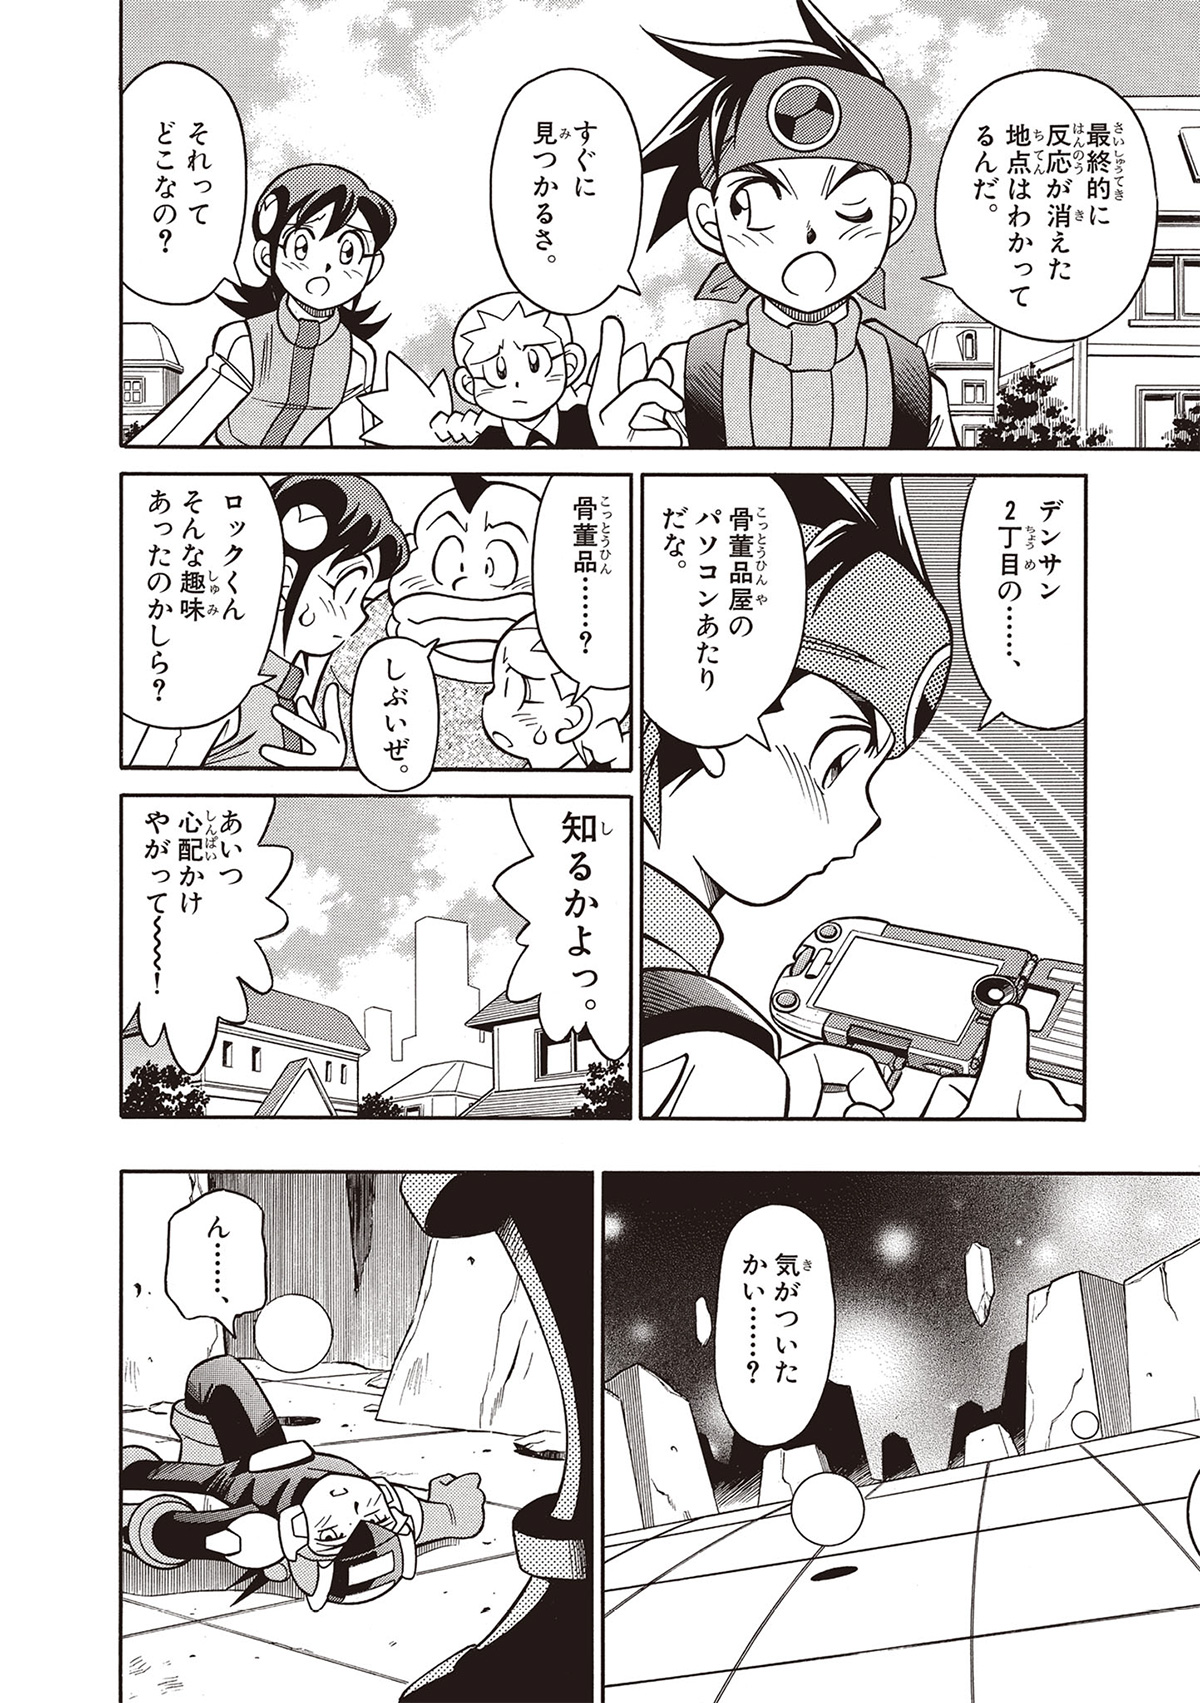 最終的に
反応が消えた
地点はわかって
るんだ。
すぐに
見つかるさ。
それって
どこなの？
デンサン
2丁目の……、
骨董品屋の
パソコンあたり
だな。
骨董品……？
しぶいぜ。
ロックくん
そんな趣味
あったのかしら？
知るかよっ。
あいつ
心配かけ
やがって〜〜〜！
気がついた
かい……？
ん……、